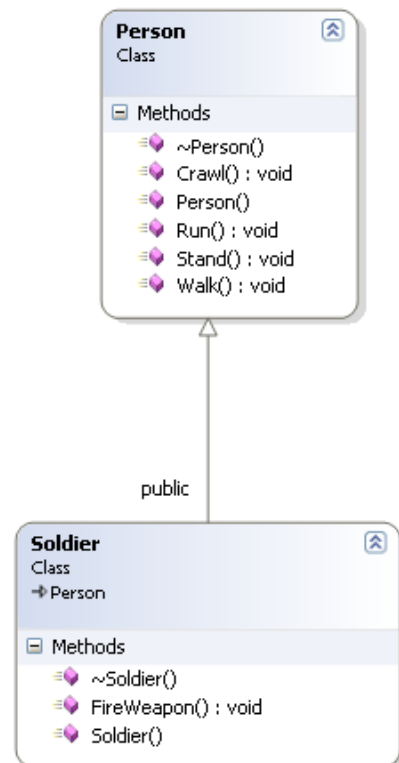 Person
Class
Methods
~Person()
Crawl() : void
Person()
Run() : void
Stand() : void
Walk() : void
public
Soldier
Class
Person
Methods
~Soldier()
FireWeapon() : void
Soldier()